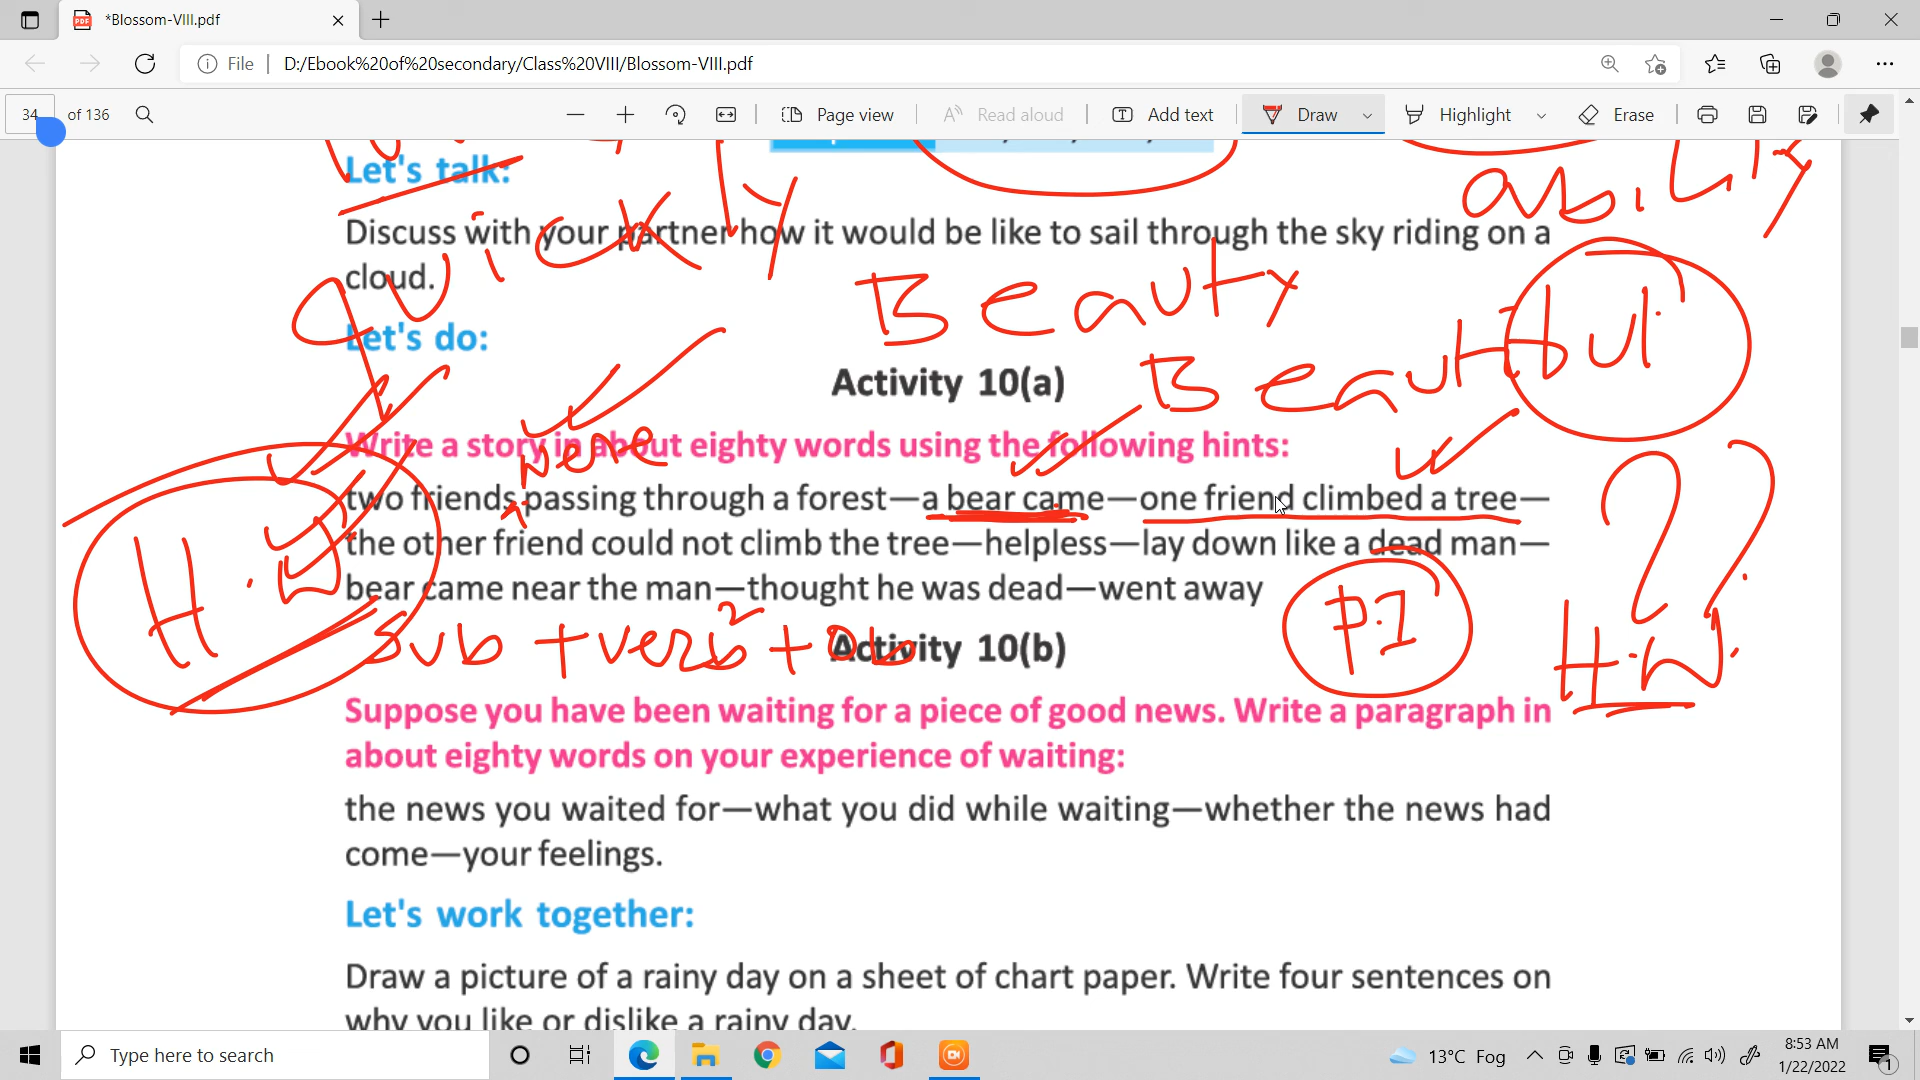 *Blossom-VIII.pdf
File
D:/Ebook%20of%20secondary/Class%20VIII/Blossom-VIII.pdf
34 of 136
Page view
Read aloud
Add text
Draw
Highlight
Erase
Let's talk:
ability
quickly
Discuss with your partner how it would be like to sail through the sky riding on a
cloud.
Beauty
Let's do:
Beautiful
Activity 10(a)
Write a story in about eighty words using the following hints:
were
two friends passing through a forest—a bear came—one friend climbed a tree—
the other friend could not climb the tree—helpless—lay down like a dead man—
bear came near the man—thought he was dead—went away
H.W
P.I
??
H.W.
Sub + verb2 + Ob
Activity 10(b)
Suppose you have been waiting for a piece of good news. Write a paragraph in
about eighty words on your experience of waiting:
the news you waited for—what you did while waiting—whether the news had
come—your feelings.
Let's work together:
Draw a picture of a rainy day on a sheet of chart paper. Write four sentences on
why you like or dislike a rainy day.
Type here to search
13°C Fog
8:53 AM
1/22/2022
1